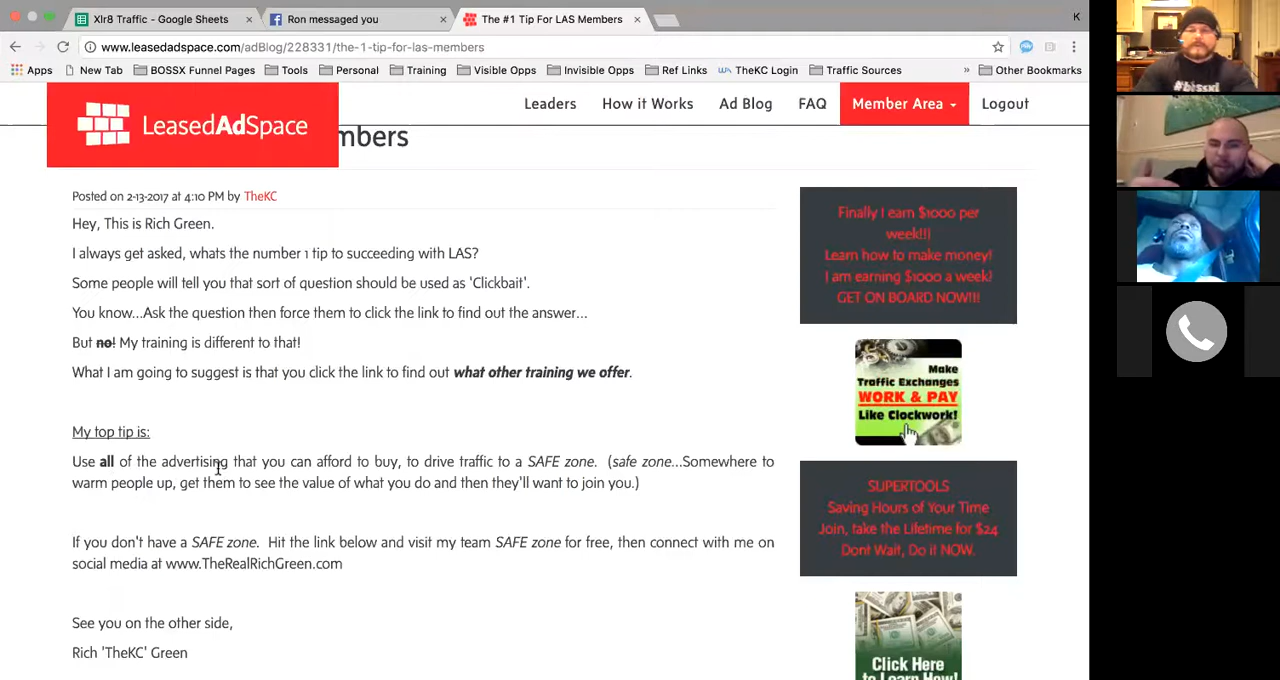 Xlr8 Traffic - Google Sheets
Ron messaged you
The #1 Tip For LAS Members
K
www.leasedadspace.com/adBlog/228331/the-1-tip-for-las-members
Apps
New Tab
BOSSX Funnel Pages
Tools
Personal
Training
Visible Opps
Invisible Opps
Ref Links
TheKC Login
Traffic Sources
»
Other Bookmarks
LeasedAdSpace
Leaders
How it Works
Ad Blog
FAQ
Member Area
Logout
mbers
Posted on 2-13-2017 at 4:10 PM by TheKC
Hey, This is Rich Green.
I always get asked, whats the number 1 tip to succeeding with LAS?
Some people will tell you that sort of question should be used as 'Clickbait'.
You know...Ask the question then force them to click the link to find out the answer...
But no! My training is different to that!
What I am going to suggest is that you click the link to find out what other training we offer.
My top tip is:
Use all of the advertising that you can afford to buy, to drive traffic to a SAFE zone. (safe zone...Somewhere to
warm people up, get them to see the value of what you do and then they'll want to join you.)
If you don't have a SAFE zone. Hit the link below and visit my team SAFE zone for free, then connect with me on
social media at www.TheRealRichGreen.com
See you on the other side,
Rich 'TheKC' Green
Finally I earn $1000 per
week!!!
Learn how to make money!
I am earning $1000 a week!
GET ON BOARD NOW!!!
Make
Traffic Exchanges
WORK & PAY
Like Clockwork!
SUPERTOOLS
Saving Hours of Your Time
Join, take the Lifetime for $24
Dont Wait, Do it NOW.
Click Here
to Learn How!